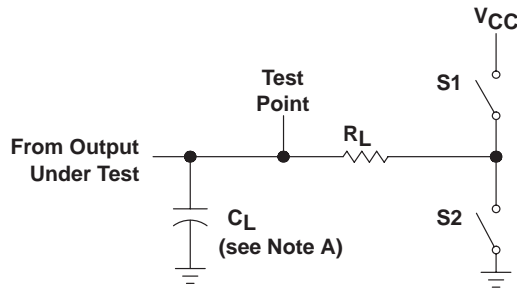 VCC
S1
Test
Point
RL
From Output
Under Test
CL
(see Note A)
S2